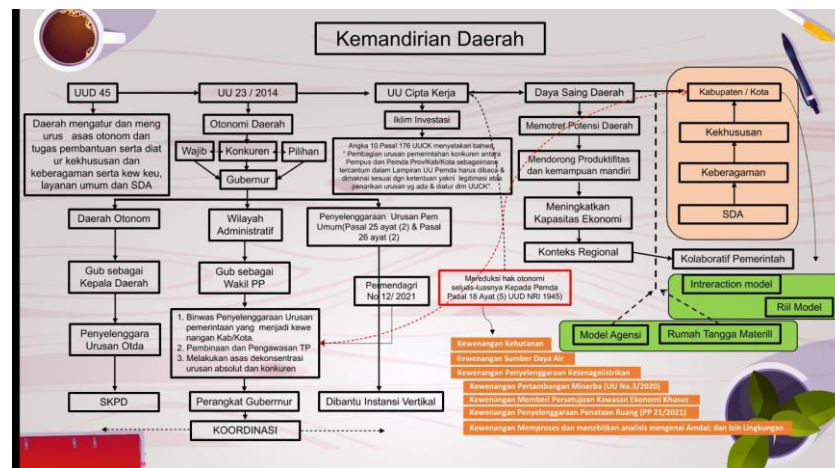 Kemandirian Daerah
UUD 45
UU 23 / 2014
UU Cipta Kerja
Daya Saing Daerah
Kabupaten / Kota
Daerah mengatur dan meng
urus asas otonom dan
tugas pembantuan serta diat
ur kekhususan dan
keberagaman serta kew keu,
layanan umum dan SDA
Otonomi Daerah
Wajib
Konkuren
Pilihan
Gubernur
Iklim Investasi
Angka 10 Pasal 176 UUCK menyatakan bahwa,
" Pembagian urusan pemerintahan konkuren antara
Pempus dan Pemda Prov/Kab/Kota sebagaimana
tercantum dalam Lampiran UU Pemda harus dibaca &
dimaknai sesuai dgn ketentuan yakni legitimasi atas
penarikan urusan yg ada & diatur dlm UUCK".
Memotret Potensi Daerah
Mendorong Produktifitas
dan kemampuan mandiri
Meningkatkan
Kapasitas Ekonomi
Konteks Regional
Kekhususan
Keberagaman
SDA
Kolaboratif Pemerintah
Daerah Otonom
Wilayah
Administratif
Penyelenggaraan Urusan Pem
Umum(Pasal 25 ayat (2) & Pasal
26 ayat (2)
Gub sebagai
Kepala Daerah
Gub sebagai
Wakil PP
Permendagri
No 12/ 2021
Mereduksi hak otonomi
seluas-luasnya Kepada Pemda
Pasal 18 Ayat (5) UUD NRI 1945)
Intreraction model
Riil Model
Model Agensi
Rumah Tangga Materill
Penyelenggara
Urusan Otda
1. Binwas Penyelenggaraan Urusan
pemerintaan yang menjadi kewe
nangan Kab/Kota.
2. Pembinaan dan Pengawasan TP
3. Melakukan asas dekonsentrasi
urusan absolut dan konkuren
Kewenangan Kehutanan
Kewenangan Sumber Daya Air
Kewenangan Penyelenggaraan Ketenagalistrikan
Kewenangan Pertambangan Minerba (UU No.3/2020)
Kewenangan Memberi Persetujuan Kawasan Ekonomi Khusus
Kewenangan Penyelenggaraan Penataan Ruang (PP 21/2021)
Kewenangan Memproses dan menebitkan analisis mengenai Amdal; dan Izin Lingkungan
SKPD
Perangkat Guberrnur
Dibantu Instansi Vertikal
KOORDINASI